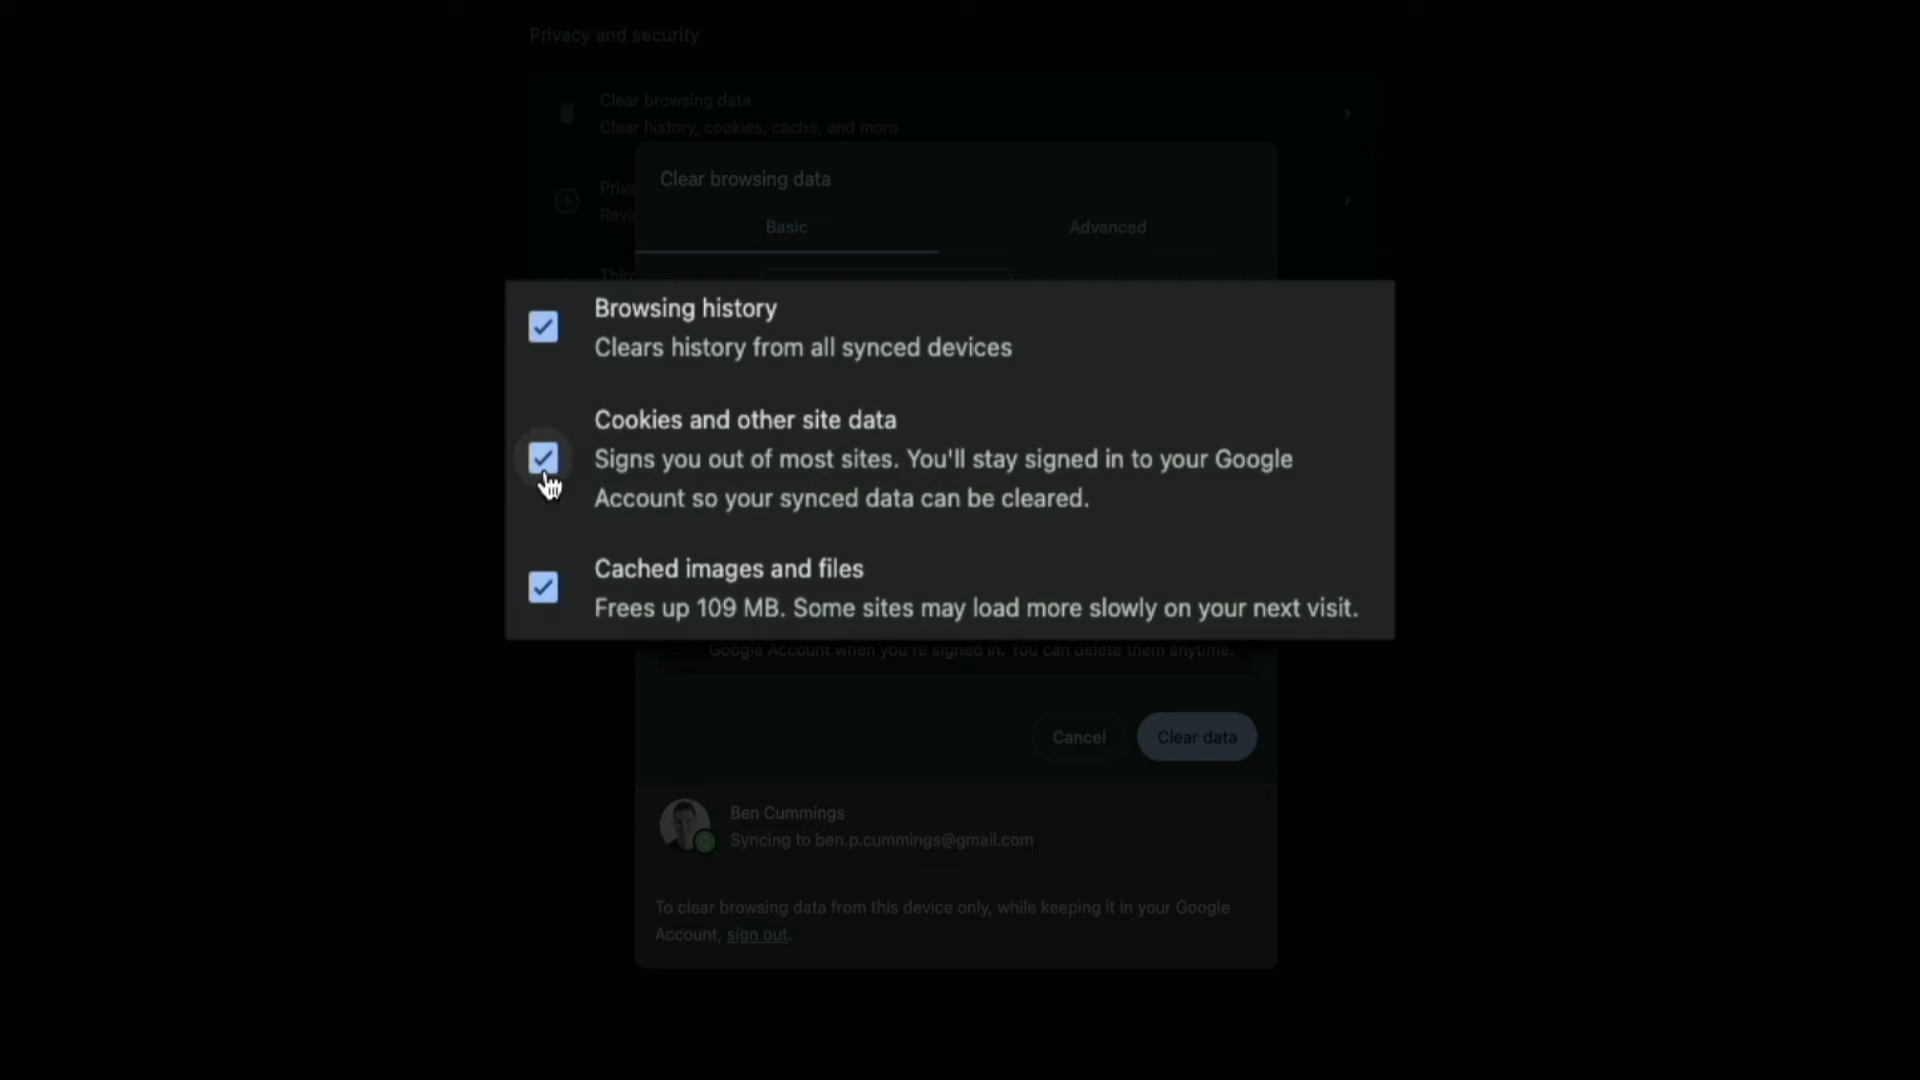 Privacy and security
Clear browsing data
Clear history, cookies, cache, and more
Clear browsing data
Basic
Advanced
Browsing history
Clears history from all synced devices
Cookies and other site data
Signs you out of most sites. You'll stay signed in to your Google
Account so your synced data can be cleared.
Cached images and files
Frees up 109 MB. Some sites may load more slowly on your next visit.
Google Account when you're signed in. You can delete them anytime.
Cancel
Clear data
Ben Cummings
Syncing to ben.p.cummings@gmail.com
To clear browsing data from this device only, while keeping it in your Google
Account, sign out.